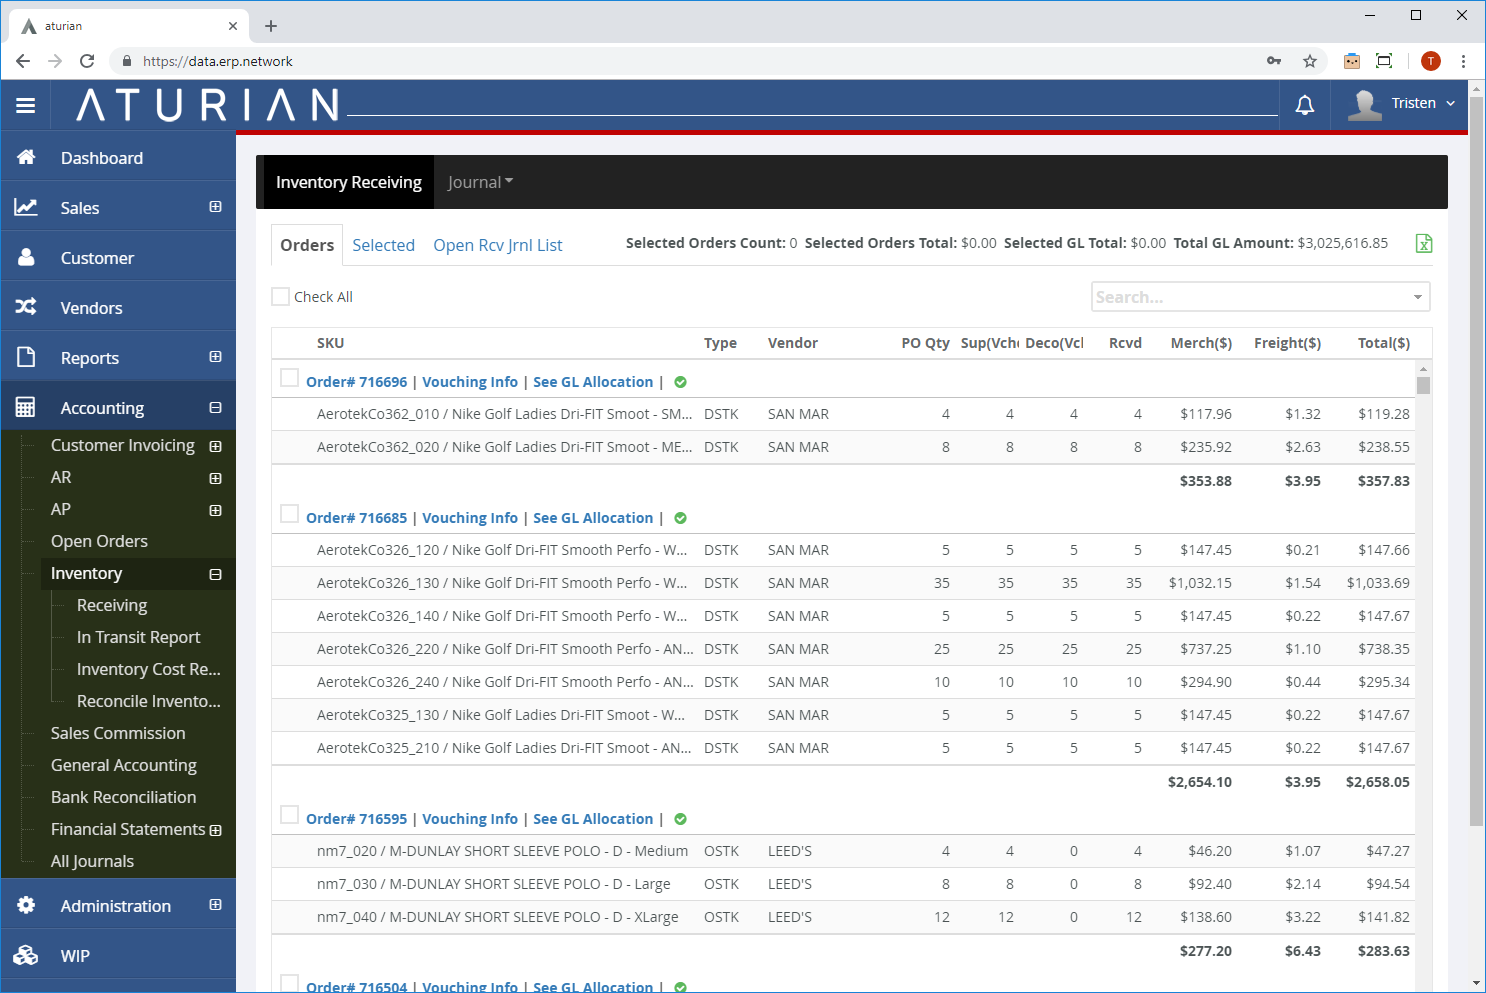 aturian
https://data.erp.network
T
ATURIAN
Tristen
Dashboard
Sales
Customer
Vendors
Reports
Accounting
Customer Invoicing
AR
AP
Open Orders
Inventory
Receiving
In Transit Report
Inventory Cost Re...
Reconcile Invento...
Sales Commission
General Accounting
Bank Reconciliation
Financial Statements
All Journals
Administration
WIP
Inventory Receiving Journal
Orders Selected Open Rcv Jrnl List Selected Orders Count: 0 Selected Orders Total: $0.00 Selected GL Total: $0.00 Total GL Amount: $3,025,616.85
Check All Search...
SKU Type Vendor PO Qty Sup(Vch Deco(Vcl Rcvd Merch($) Freight($) Total($)
Order# 716696 | Vouching Info | See GL Allocation |
AerotekCo362_010 / Nike Golf Ladies Dri-FIT Smoot - SM... DSTK SAN MAR 4 4 4 4 $117.96 $1.32 $119.28
AerotekCo362_020 / Nike Golf Ladies Dri-FIT Smoot - ME... DSTK SAN MAR 8 8 8 8 $235.92 $2.63 $238.55
$353.88 $3.95 $357.83
Order# 716685 | Vouching Info | See GL Allocation |
AerotekCo326_120 / Nike Golf Dri-FIT Smooth Perfo - W... DSTK SAN MAR 5 5 5 5 $147.45 $0.21 $147.66
AerotekCo326_130 / Nike Golf Dri-FIT Smooth Perfo - W... DSTK SAN MAR 35 35 35 35 $1,032.15 $1.54 $1,033.69
AerotekCo326_140 / Nike Golf Dri-FIT Smooth Perfo - W... DSTK SAN MAR 5 5 5 5 $147.45 $0.22 $147.67
AerotekCo326_220 / Nike Golf Dri-FIT Smooth Perfo - AN... DSTK SAN MAR 25 25 25 25 $737.25 $1.10 $738.35
AerotekCo326_240 / Nike Golf Dri-FIT Smooth Perfo - AN... DSTK SAN MAR 10 10 10 10 $294.90 $0.44 $295.34
AerotekCo325_130 / Nike Golf Ladies Dri-FIT Smoot - W... DSTK SAN MAR 5 5 5 5 $147.45 $0.22 $147.67
AerotekCo325_210 / Nike Golf Ladies Dri-FIT Smoot - AN... DSTK SAN MAR 5 5 5 5 $147.45 $0.22 $147.67
$2,654.10 $3.95 $2,658.05
Order# 716595 | Vouching Info | See GL Allocation |
nm7_020 / M-DUNLAY SHORT SLEEVE POLO - D - Medium OSTK LEED'S 4 4 0 4 $46.20 $1.07 $47.27
nm7_030 / M-DUNLAY SHORT SLEEVE POLO - D - Large OSTK LEED'S 8 8 0 8 $92.40 $2.14 $94.54
nm7_040 / M-DUNLAY SHORT SLEEVE POLO - D - XLarge OSTK LEED'S 12 12 0 12 $138.60 $3.22 $141.82
$277.20 $6.43 $283.63
Order# 716504 | Vouching Info | See GL Allocation |